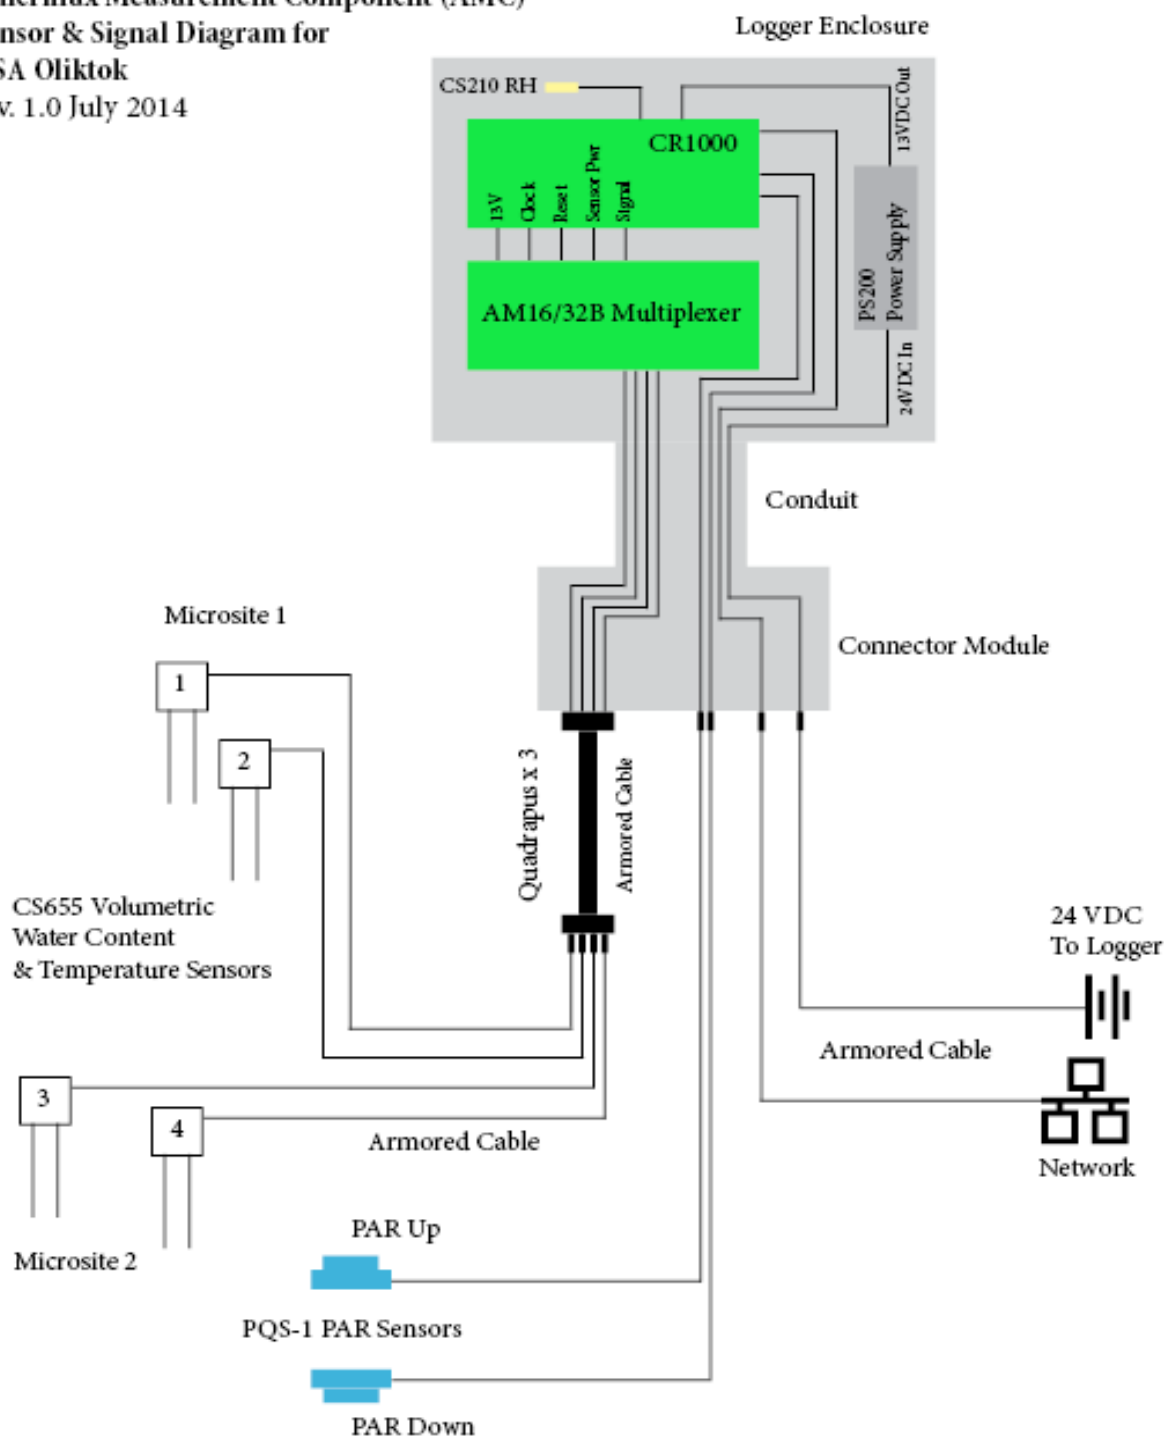 Measurement Component (AMC)
nsor & Signal Diagram for
SA Oliktok
v. 1.0 July 2014
Logger Enclosure
CS210 RH
CR1000
13VDC Out
13V
Clock
Reset
Sensor Pwr
Signal
PS200
Power Supply
AM16/32B Multiplexer
24VDC In
Conduit
Microsite 1
Connector Module
1
2
Quadrapus x 3
Armored Cable
CS655 Volumetric
Water Content
& Temperature Sensors
24 VDC
To Logger
Armored Cable
3
4
Armored Cable
Network
Microsite 2
PAR Up
PQS-1 PAR Sensors
PAR Down